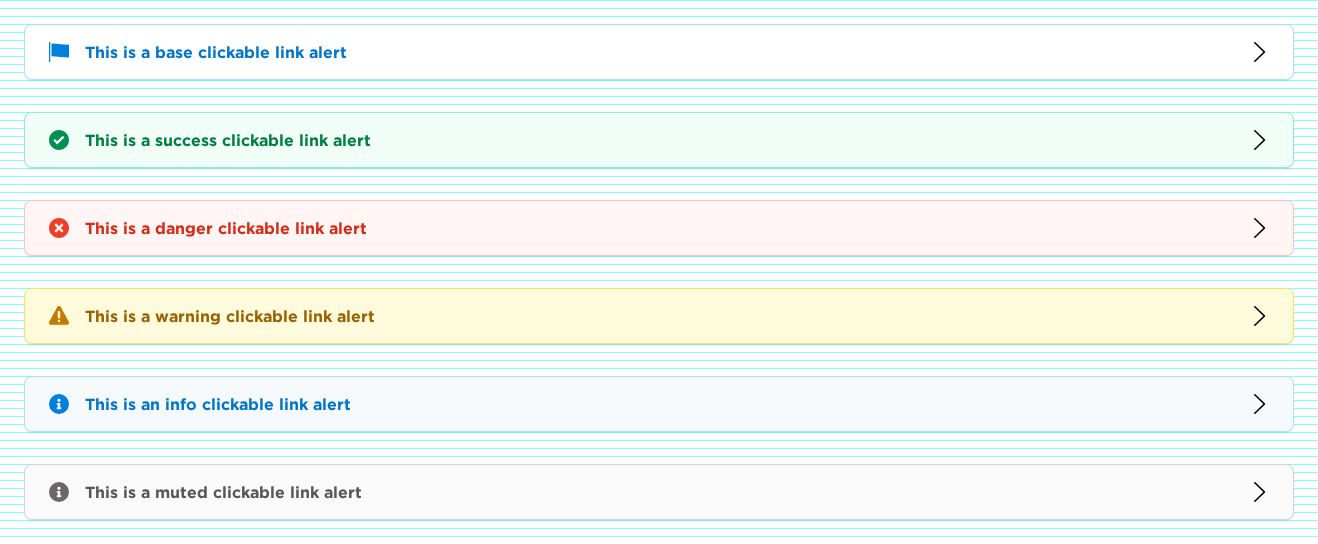 This is a base clickable link alert
This is a success clickable link alert
This is a danger clickable link alert
This is a warning clickable link alert
This is an info clickable link alert
This is a muted clickable link alert